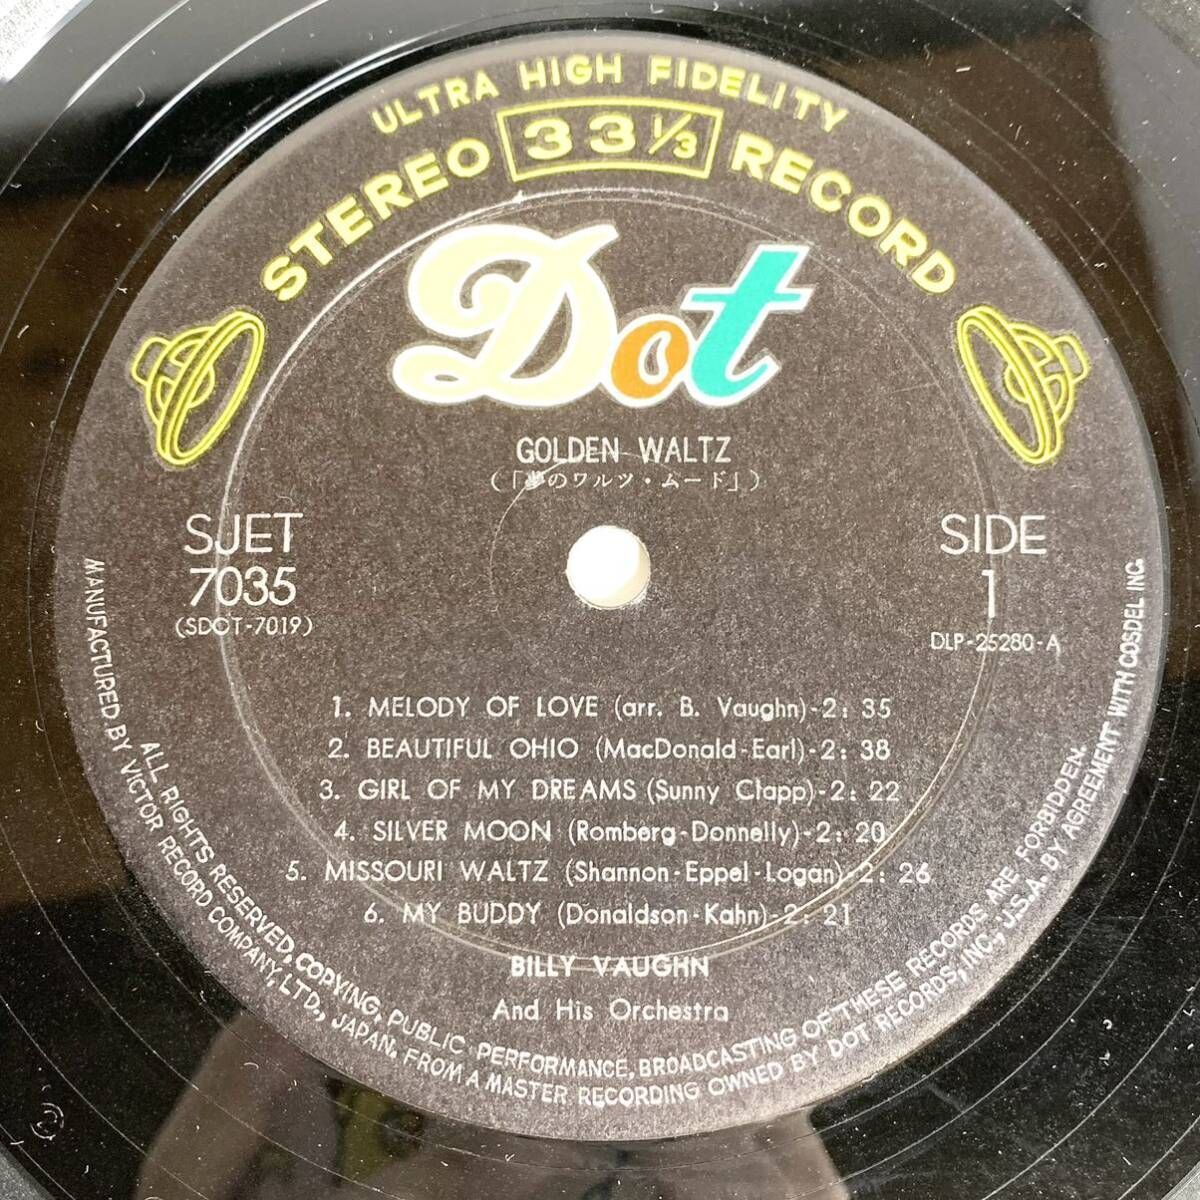 ULTRA HIGH FIDELITY
STEREO 33 1/3 RECORD
Dot
GOLDEN WALTZ
(「夢のワルツ・ムード」)
SJET
7035
(SDOT-7019)
SIDE
1
DLP-25280-A
1. MELODY OF LOVE (arr. B. Vaughn)-2: 35
2. BEAUTIFUL OHIO (MacDonald-Earl)-2: 38
3. GIRL OF MY DREAMS (Sunny Clapp)-2: 22
4. SILVER MOON (Romberg-Donnelly)-2: 20
5. MISSOURI WALTZ (Shannon-Eppel-Logan)-2: 26
6. MY BUDDY (Donaldson-Kahn)-2: 21
BILLY VAUGHN
And His Orchestra
ALL RIGHTS RESERVED, COPYING, PUBLIC PERFORMANCE, BROADCASTING OF THESE RECORDS ARE FORBIDDEN.
MANUFACTURED BY VICTOR RECORD COMPANY, LTD., JAPAN. FROM A MASTER RECORDING OWNED BY DOT RECORDS, INC., U.S.A. BY AGREEMENT WITH COSDEL INC.